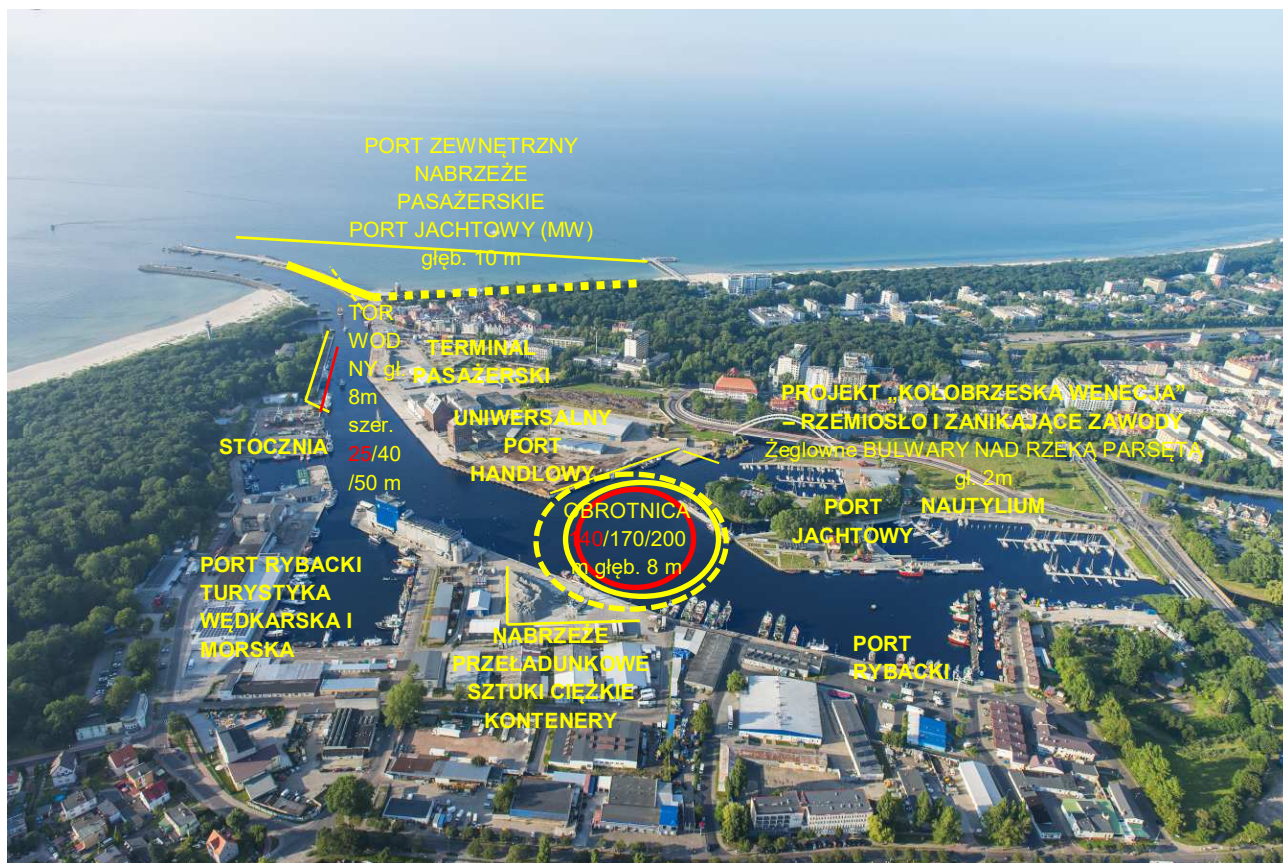 PORT ZEWNĘTRZNY
NABRZEŻE
PASAŻERSKIE
PORT JACHTOWY (MW)
głęb. 10 m
TOR
WOD
NY gł.
8m
szer.
25/40
/50 m
TERMINAL
PASAŻERSKI
UNIWERSALNY
PORT
HANDLOWY
PROJEKT „KOŁOBRZESKA WENECJA”
– RZEMIOSŁO I ZANIKAJĄCE ZAWODY
Żeglowne BULWARY NAD RZEKĄ PARSĘTĄ
gł. 2m
NAUTYLIUM
STOCZNIA
OBROTNICA
140/170/200
m głęb. 8 m
PORT
JACHTOWY
PORT RYBACKI
TURYSTYKA
WĘDKARSKA I
MORSKA
NABRZEŻE
PRZEŁADUNKOWE
SZTUKI CIĘŻKIE
KONTENERY
PORT
RYBACKI